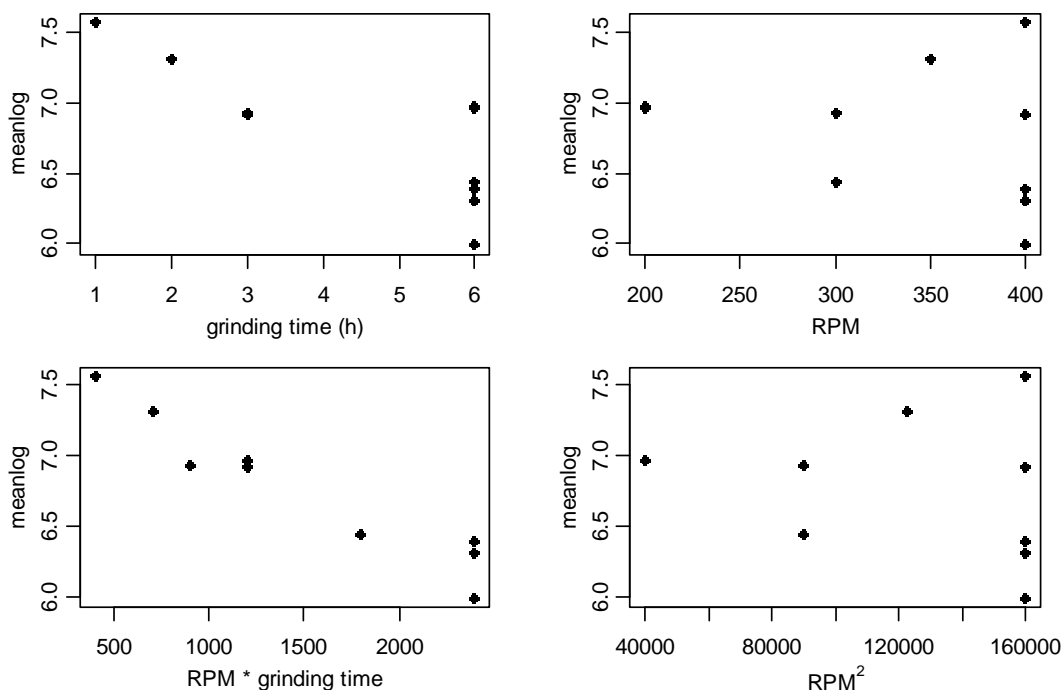 7.5
7.0
6.5
6.0
meanlog
1 2 3 4 5 6
grinding time (h)
7.5
7.0
6.5
6.0
meanlog
200 250 300 350 400
RPM
7.5
7.0
6.5
6.0
meanlog
500 1000 1500 2000
RPM * grinding time
7.5
7.0
6.5
6.0
meanlog
40000 80000 120000 160000
RPM²